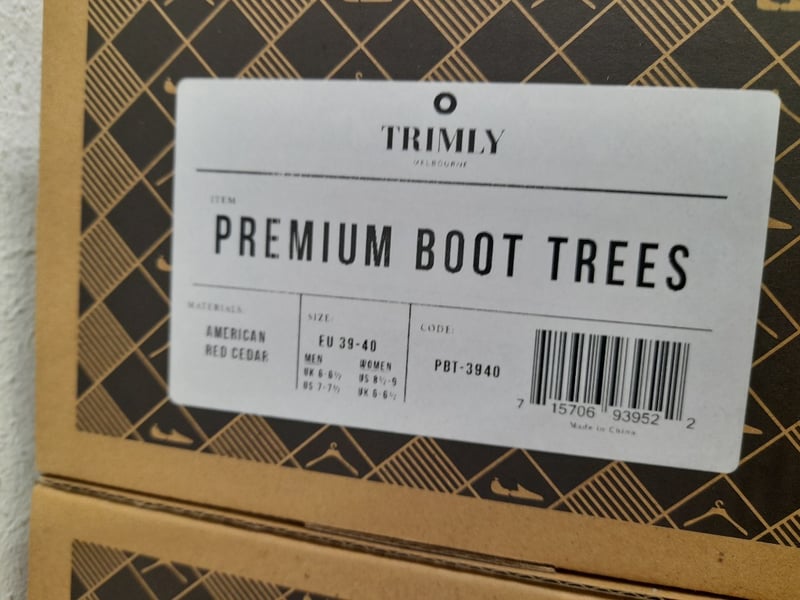 TRIMLY
MELBOURNE
ITEM
PREMIUM BOOT TREES
MATERIALS:
AMERICAN
RED CEDAR
SIZE:
EU 39-40
MEN
UK 6-6½
US 7-7½
WOMEN
US 8½-9
UK 6-6½
CODE:
PBT-3940
7 15706 93952 2
Made in China